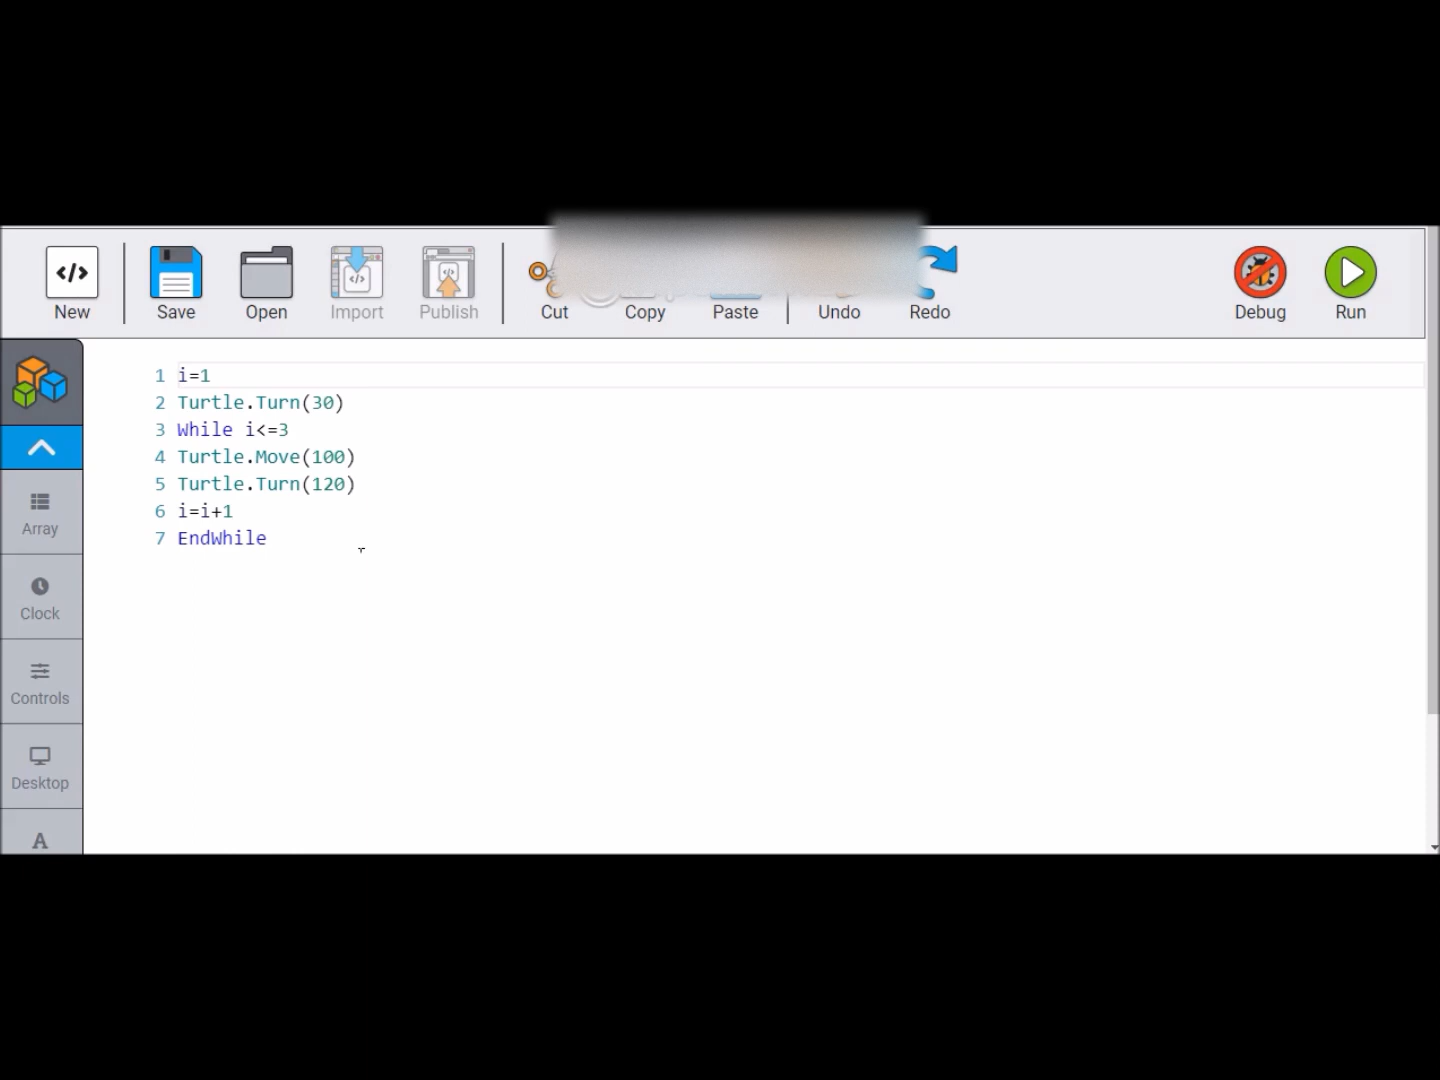 New
Save
Open
Import
Publish
Cut
Copy
Paste
Undo
Redo
Debug
Run
1 i=1
2 Turtle.Turn(30)
3 While i<=3
4 Turtle.Move(100)
5 Turtle.Turn(120)
6 i=i+1
7 EndWhile
Array
Clock
Controls
Desktop
A